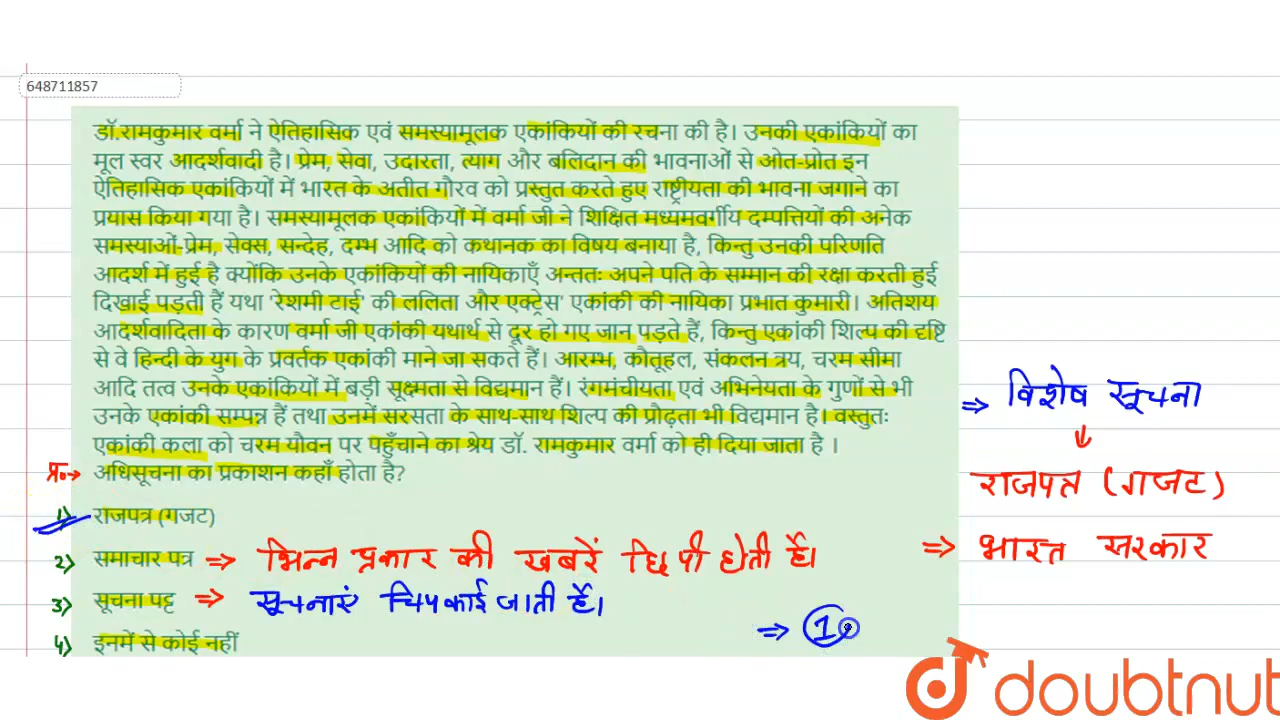 648711857
डॉ.रामकुमार वर्मा ने ऐतिहासिक एवं समस्यामूलक एकांकियों की रचना की है। उनकी एकांकियों का
मूल स्वर आदर्शवादी है। प्रेम, सेवा, उदारता, त्याग और बलिदान की भावनाओं से ओत-प्रोत इन
ऐतिहासिक एकांकियों में भारत के अतीत गौरव को प्रस्तुत करते हुए राष्ट्रीयता की भावना जगाने का
प्रयास किया गया है। समस्यामूलक एकांकियों में वर्मा जी ने शिक्षित मध्यमवर्गीय दम्पत्तियों की अनेक
समस्याओं-प्रेम, सेक्स, सन्देह, दम्भ आदि को कथानक का विषय बनाया है, किन्तु उनकी परिणति
आदर्श में हुई है क्योंकि उनके एकांकियों की नायिकाएँ अन्ततः अपने पति के सम्मान की रक्षा करती हुई
दिखाई पड़ती हैं यथा 'रेशमी टाई' की ललिता और एक्ट्रेस' एकांकी की नायिका प्रभात कुमारी। अतिशय
आदर्शवादिता के कारण वर्मा जी एकांकी यथार्थ से दूर हो गए जान पड़ते हैं, किन्तु एकांकी शिल्प की दृष्टि
से वे हिन्दी के युग के प्रवर्तक एकांकी माने जा सकते हैं। आरम्भ, कौतूहल, संकलन त्रय, चरम सीमा
आदि तत्व उनके एकांकियों में बड़ी सूक्ष्मता से विद्यमान हैं। रंगमंचीयता एवं अभिनेयता के गुणों से भी
उनके एकांकी सम्पन्न हैं तथा उनमें सरसता के साथ-साथ शिल्प की प्रौढ़ता भी विद्यमान है। वस्तुतः
एकांकी कला को चरम यौवन पर पहुँचाने का श्रेय डॉ. रामकुमार वर्मा को ही दिया जाता है ।
प्र०→ अधिसूचना का प्रकाशन कहाँ होता है?
1) राजपत्र (गजट)
2) समाचार पत्र ⇒ भिन्न प्रकार की खबरें छिपी होती हैं।
3) सूचना पट्ट ⇒ सूचनाएं चिपकाई जाती हैं।
4) इनमें से कोई नहीं
⇒ 1
⇒ विशेष सूचना
↓
राजपत्र (गजट)
⇒ भारत सरकार
doubtnut